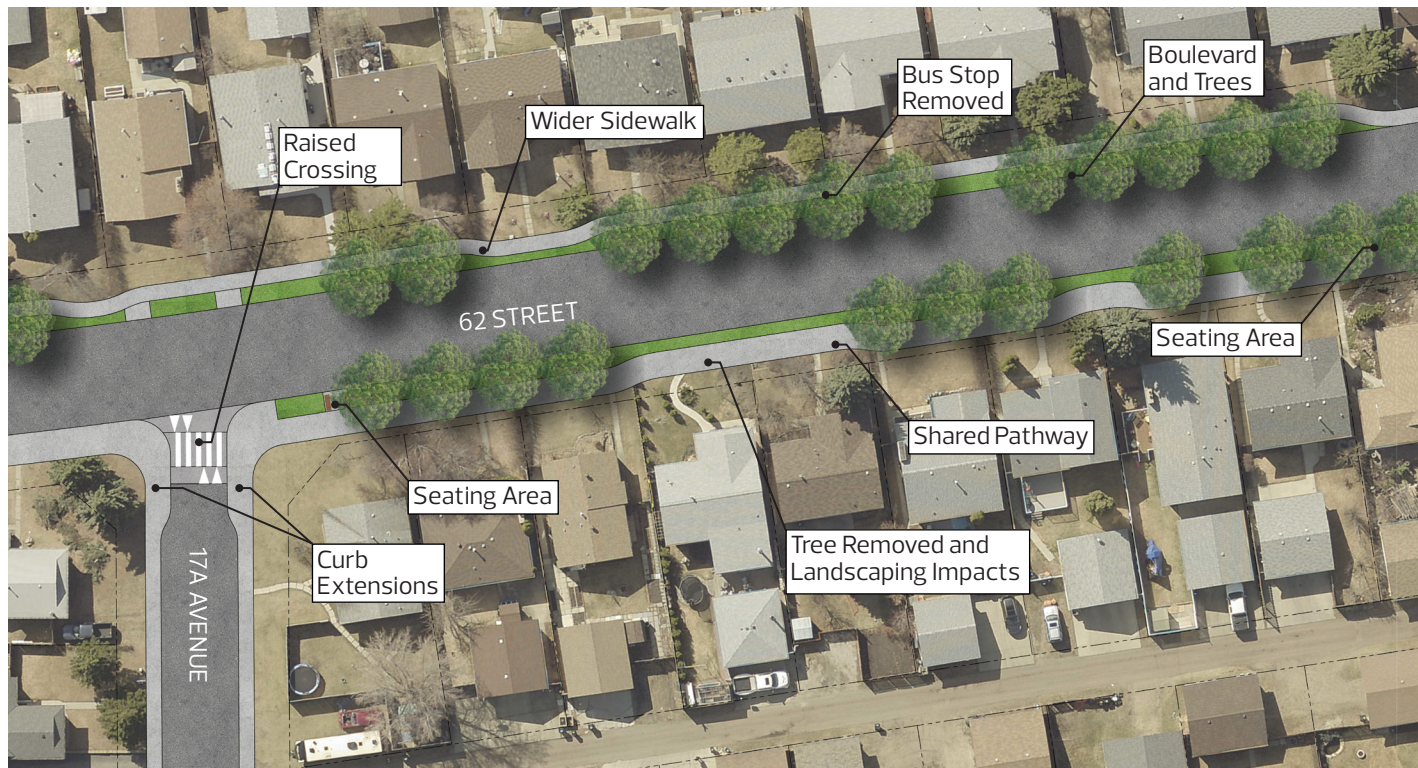 Boulevard
and Trees
Bus Stop
Removed
Wider Sidewalk
Raised
Crossing
62 STREET
Seating Area
Shared Pathway
Seating Area
Tree Removed and
Landscaping Impacts
Curb
Extensions
17A AVENUE